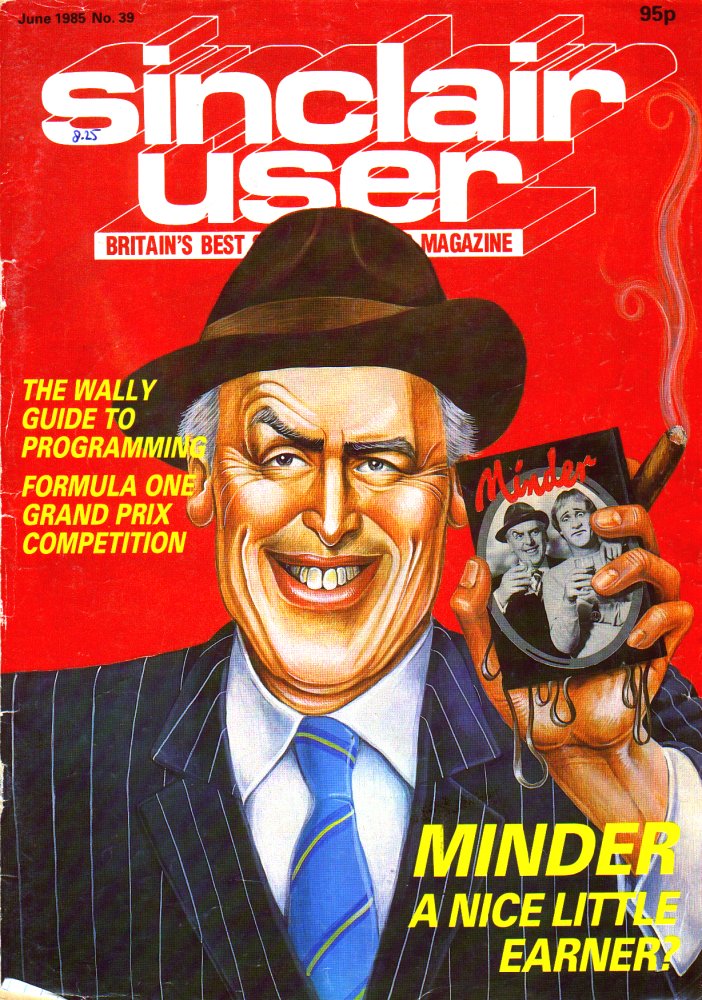 June 1985 No. 39
95p
sinclair
user
8.25
BRITAIN'S BEST S MAGAZINE
THE WALLY
GUIDE TO
PROGRAMMING
FORMULA ONE
GRAND PRIX
COMPETITION
Minder
MINDER
A NICE LITTLE
EARNER?